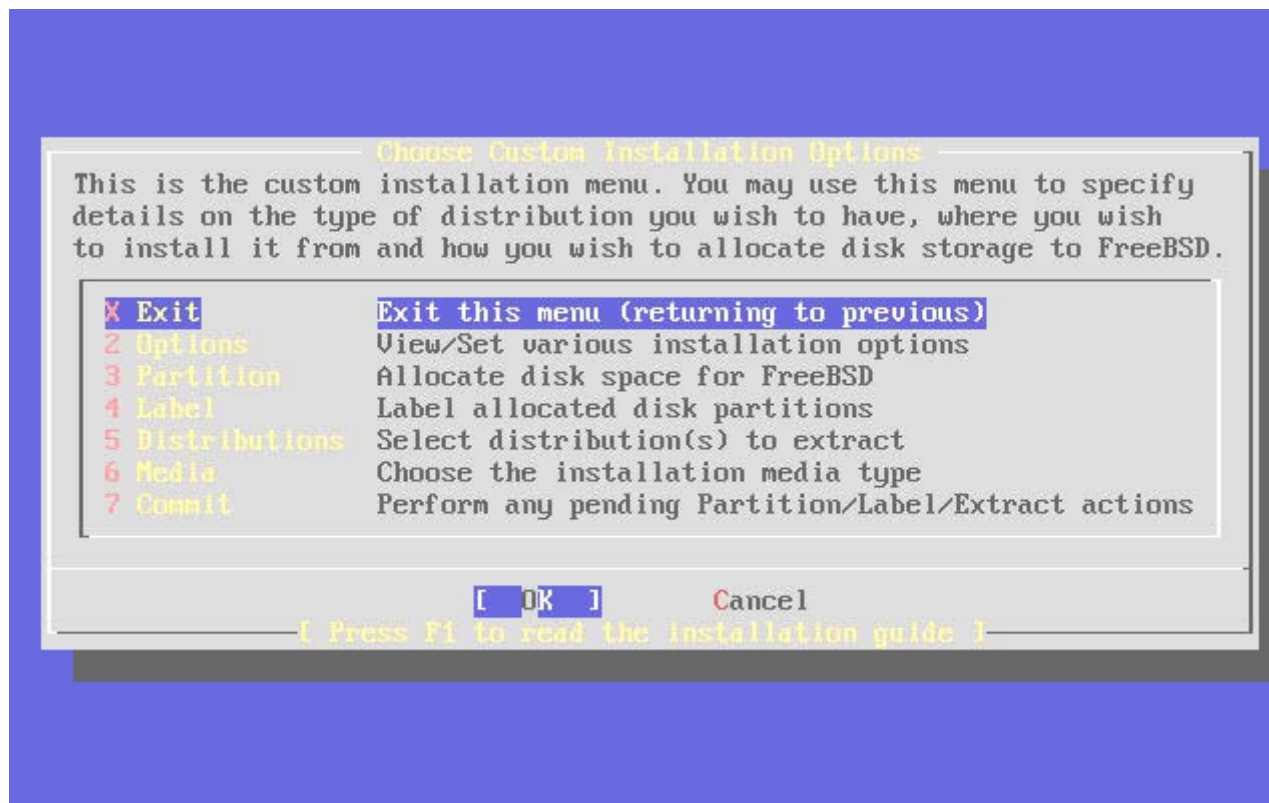 Choose Custom Installation Options
This is the custom installation menu. You may use this menu to specify
details on the type of distribution you wish to have, where you wish
to install it from and how you wish to allocate disk storage to FreeBSD.
X Exit Exit this menu (returning to previous)
2 Options View/Set various installation options
3 Partition Allocate disk space for FreeBSD
4 Label Label allocated disk partitions
5 Distributions Select distribution(s) to extract
6 Media Choose the installation media type
7 Commit Perform any pending Partition/Label/Extract actions
[ OK ] Cancel
[ Press F1 to read the installation guide ]